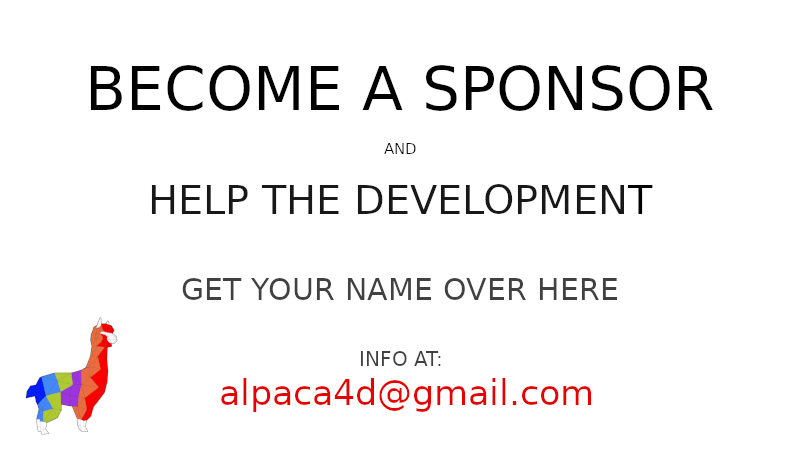 BECOME A SPONSOR
AND
HELP THE DEVELOPMENT
GET YOUR NAME OVER HERE
INFO AT:
alpaca4d@gmail.com